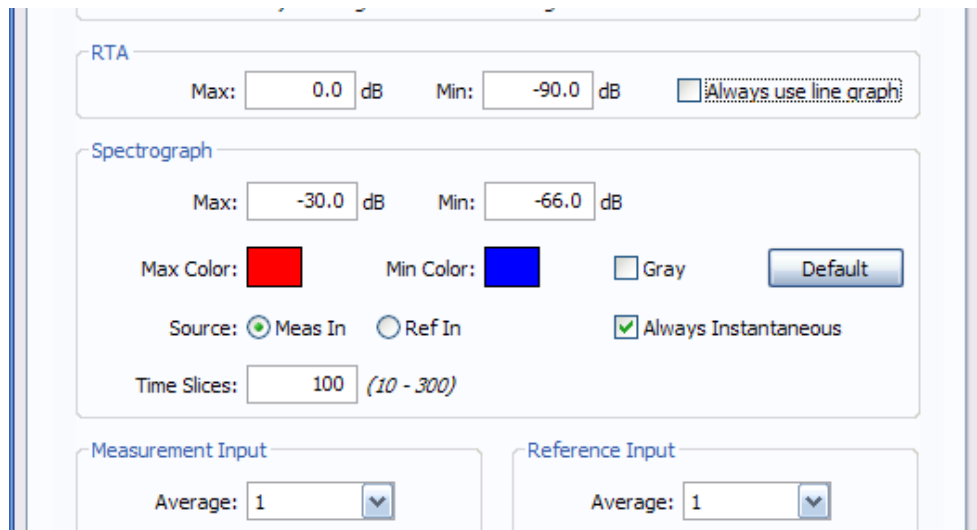 RTA
Max: 0.0 dB Min: -90.0 dB Always use line graph
Spectrograph
Max: -30.0 dB Min: -66.0 dB
Max Color: Min Color: Gray Default
Source: Meas In Ref In Always Instantaneous
Time Slices: 100 (10 - 300)
Measurement Input Reference Input
Average: 1 Average: 1